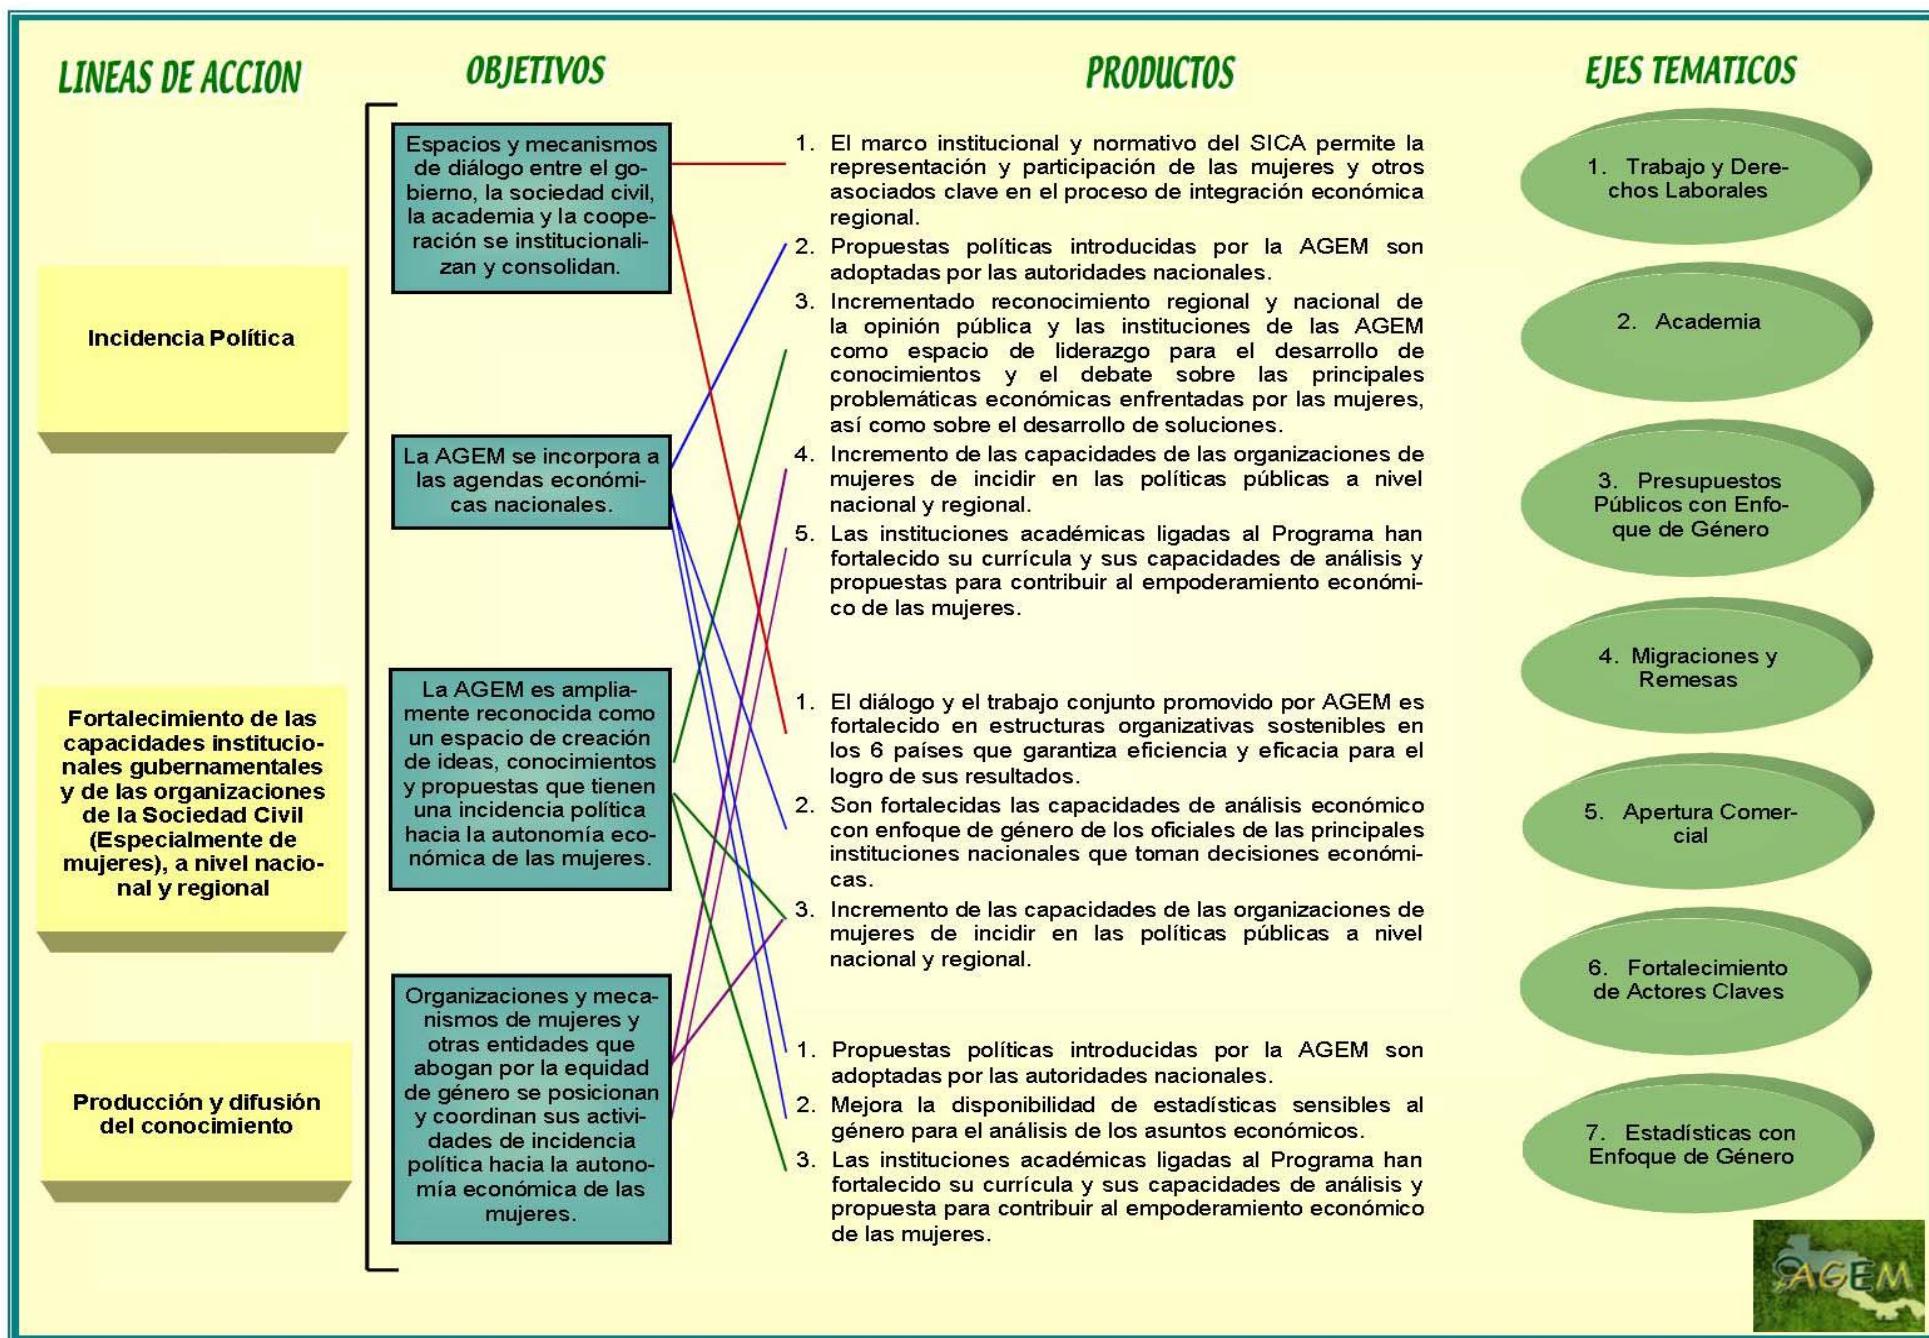 LINEAS DE ACCION
OBJETIVOS
PRODUCTOS
EJES TEMATICOS
Incidencia Política
Fortalecimiento de las
capacidades institucio-
nales gubernamentales
y de las organizaciones
de la Sociedad Civil
(Especialmente de
mujeres), a nivel nacio-
nal y regional
Producción y difusión
del conocimiento
Espacios y mecanismos
de diálogo entre el go-
bierno, la sociedad civil,
la academia y la coope-
ración se institucionali-
zan y consolidan.
La AGEM se incorpora a
las agendas económi-
cas nacionales.
La AGEM es amplia-
mente reconocida como
un espacio de creación
de ideas, conocimientos
y propuestas que tienen
una incidencia política
hacia la autonomía eco-
nómica de las mujeres.
Organizaciones y meca-
nismos de mujeres y
otras entidades que
abogan por la equidad
de género se posicionan
y coordinan sus activi-
dades de incidencia
política hacia la autono-
mía económica de las
mujeres.
1. El marco institucional y normativo del SICA permite la
representación y participación de las mujeres y otros
asociados clave en el proceso de integración económica
regional.
2. Propuestas políticas introducidas por la AGEM son
adoptadas por las autoridades nacionales.
3. Incrementado reconocimiento regional y nacional de
la opinión pública y las instituciones de las AGEM
como espacio de liderazgo para el desarrollo de
conocimientos y el debate sobre las principales
problemáticas económicas enfrentadas por las mujeres,
así como sobre el desarrollo de soluciones.
4. Incremento de las capacidades de las organizaciones de
mujeres de incidir en las políticas públicas a nivel
nacional y regional.
5. Las instituciones académicas ligadas al Programa han
fortalecido su currícula y sus capacidades de análisis y
propuestas para contribuir al empoderamiento económi-
co de las mujeres.
1. El diálogo y el trabajo conjunto promovido por AGEM es
fortalecido en estructuras organizativas sostenibles en
los 6 países que garantiza eficiencia y eficacia para el
logro de sus resultados.
2. Son fortalecidas las capacidades de análisis económico
con enfoque de género de los oficiales de las principales
instituciones nacionales que toman decisiones económi-
cas.
3. Incremento de las capacidades de las organizaciones de
mujeres de incidir en las políticas públicas a nivel
nacional y regional.
1. Propuestas políticas introducidas por la AGEM son
adoptadas por las autoridades nacionales.
2. Mejora la disponibilidad de estadísticas sensibles al
género para el análisis de los asuntos económicos.
3. Las instituciones académicas ligadas al Programa han
fortalecido su currícula y sus capacidades de análisis y
propuesta para contribuir al empoderamiento económico
de las mujeres.
1. Trabajo y Dere-
chos Laborales
2. Academia
3. Presupuestos
Públicos con Enfo-
que de Género
4. Migraciones y
Remesas
5. Apertura Comer-
cial
6. Fortalecimiento
de Actores Claves
7. Estadísticas con
Enfoque de Género
AGEM